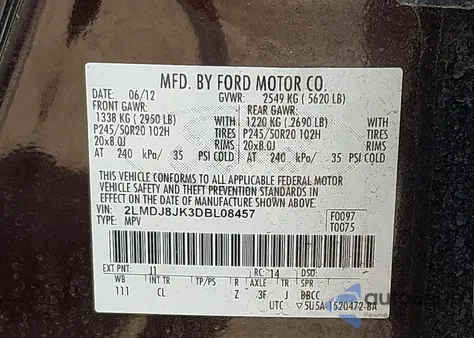 MFD. BY FORD MOTOR CO.
DATE: 06/12 GVWR: 2549 KG ( 5620 LB)
FRONT GAWR: REAR GAWR:
1338 KG ( 2950 LB) WITH 1220 KG ( 2690 LB) WITH
P245/50R20 102H TIRES P245/50R20 102H TIRES
20x8.0J RIMS 20x8.0J RIMS
AT 240 kPa/ 35 PSI COLD AT 240 kPa/ 35 PSI COLD
THIS VEHICLE CONFORMS TO ALL APPLICABLE FEDERAL MOTOR
VEHICLE SAFETY AND THEFT PREVENTION STANDARDS IN
EFFECT ON THE DATE OF MANUFACTURE SHOWN ABOVE.
VIN: 2LMDJ8JK3DBL08457 F0097
TYPE: MPV T0075
EXT PNT: J1 RC: 14 DSO:
WB INT TR TP/PS R AXLE TR SPR
111 CL Z 3F J BBCC
UTC 5U5A-1520472-BA